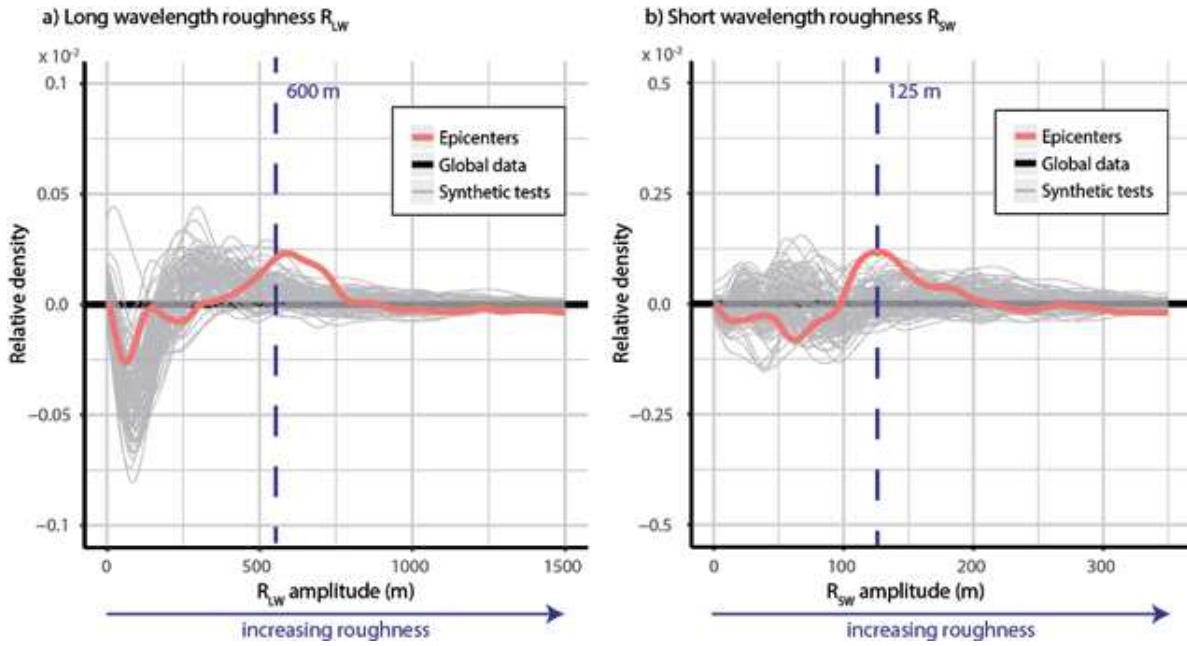 a) Long wavelength roughness R_LW
x 10⁻²
0.1
0.05
0.0
−0.05
−0.1
Relative density
600 m
Epicenters
Global data
Synthetic tests
0 500 1000 1500
R_LW amplitude (m)
increasing roughness
b) Short wavelength roughness R_SW
x 10⁻²
0.5
0.25
0.0
−0.25
−0.5
Relative density
125 m
Epicenters
Global data
Synthetic tests
0 100 200 300
R_SW amplitude (m)
increasing roughness